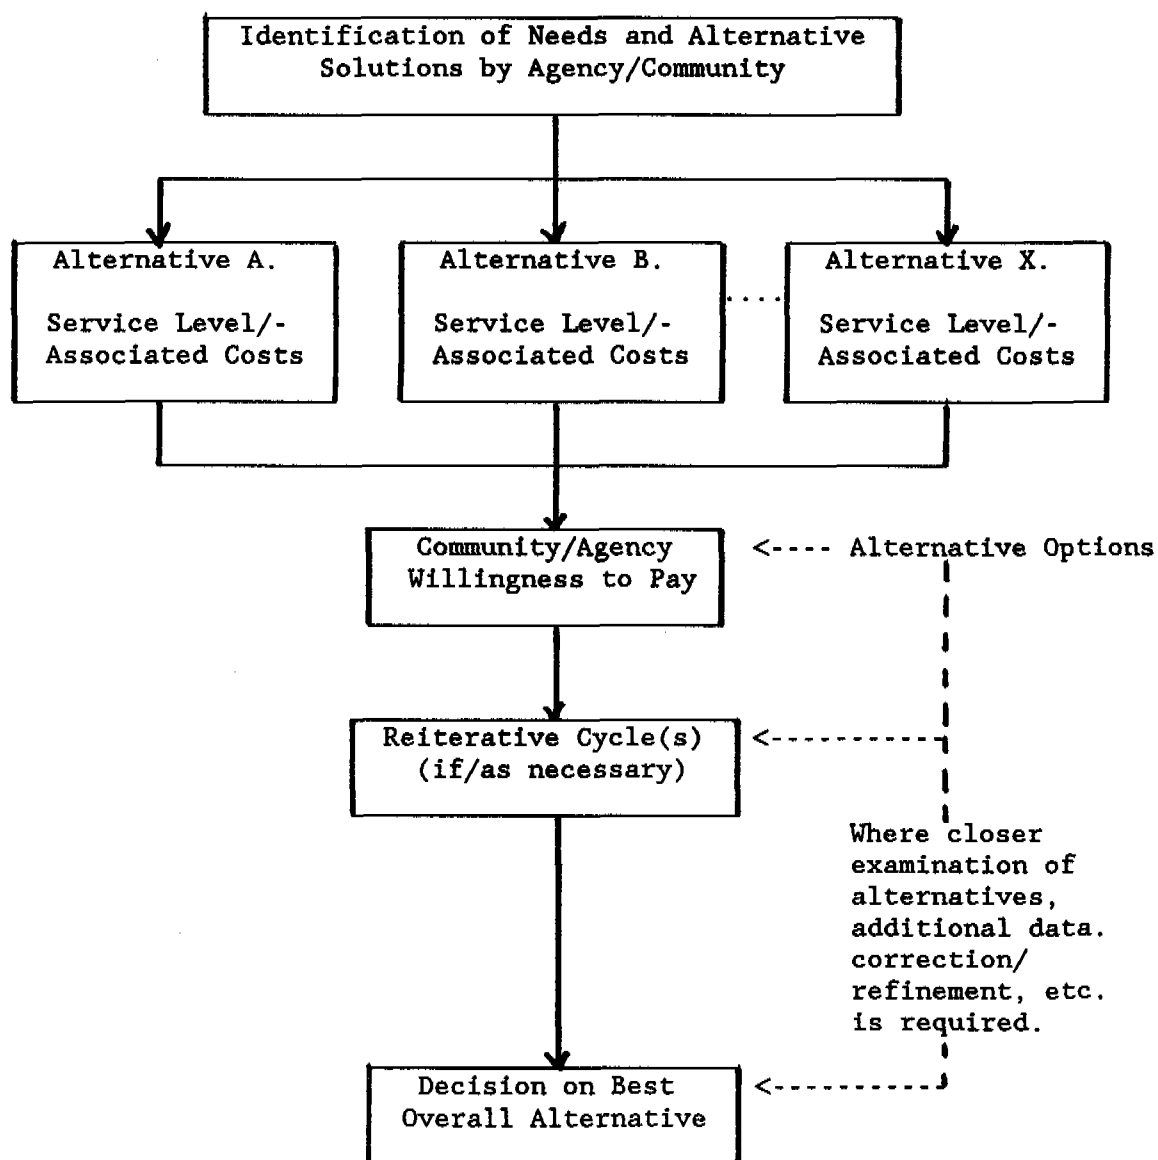 Identification of Needs and Alternative
Solutions by Agency/Community
Alternative A.
Service Level/-
Associated Costs
Alternative B.
Service Level/-
Associated Costs
Alternative X.
Service Level/-
Associated Costs
Community/Agency
Willingness to Pay
<---- Alternative Options
Reiterative Cycle(s)
(if/as necessary)
Where closer
examination of
alternatives,
additional data.
correction/
refinement, etc.
is required.
Decision on Best
Overall Alternative